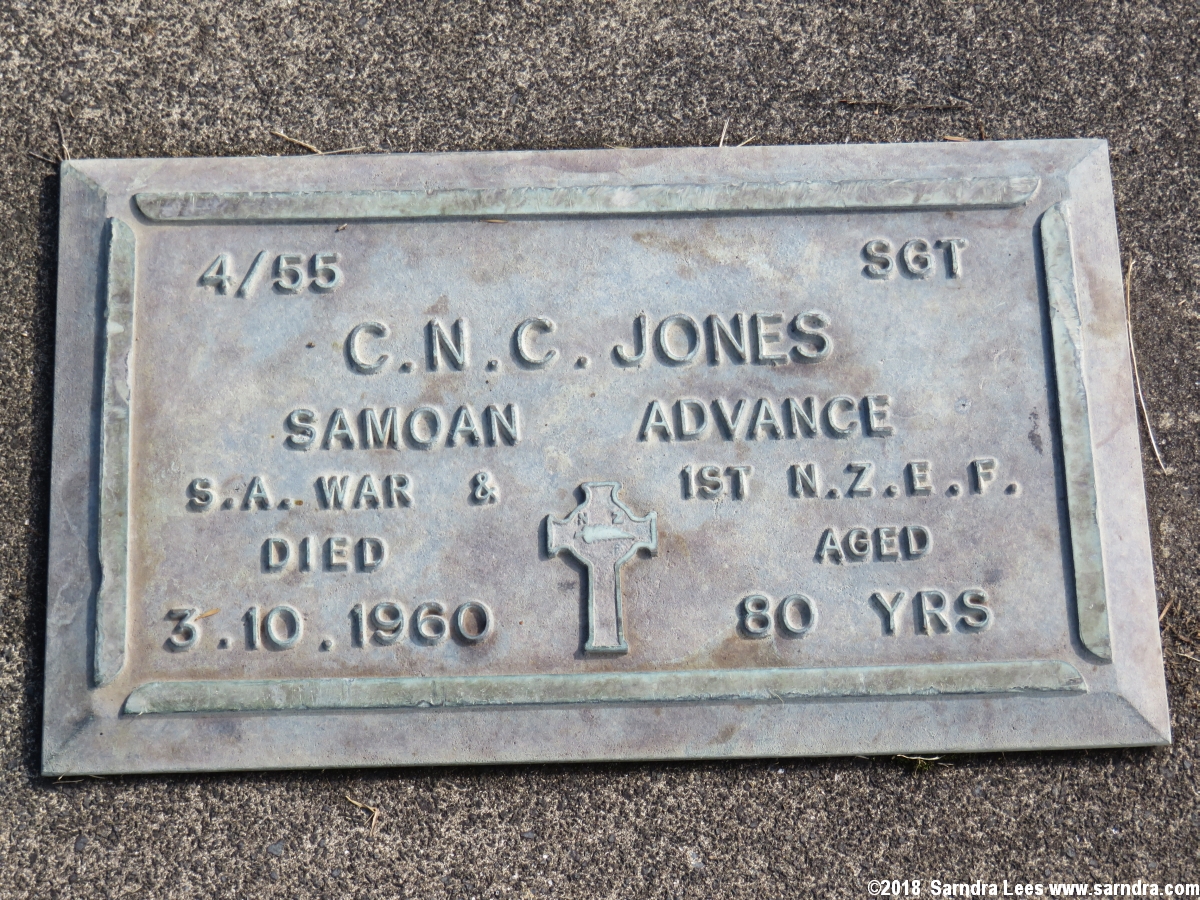 4/55 SGT
C.N.C. JONES
SAMOAN ADVANCE
S.A. WAR & 1ST N.Z.E.F.
DIED AGED
3.10.1960 80 YRS
©2018 Sarndra Lees www.sarndra.com